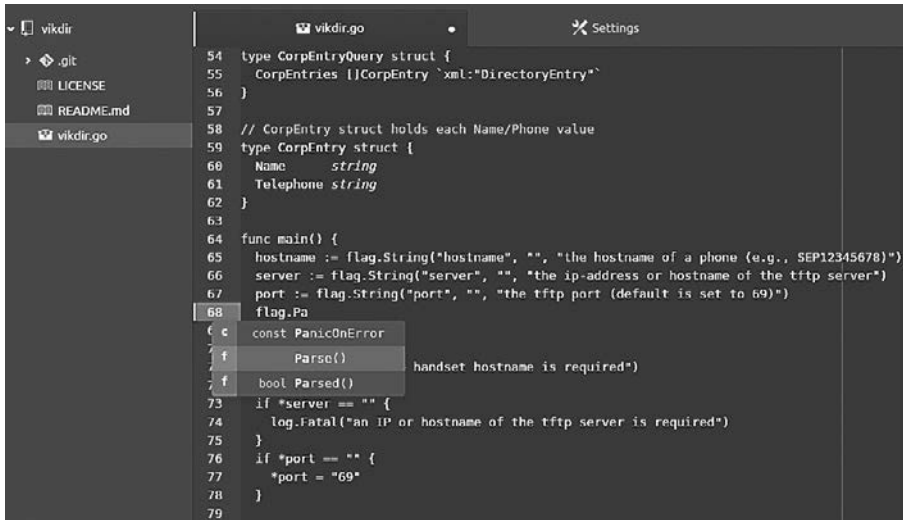 vikdir
.git
LICENSE
README.md
vikdir.go
vikdir.go
Settings
54 type CorpEntryQuery struct {
55 CorpEntries []CorpEntry `xml:"DirectoryEntry"`
56 }
57
58 // CorpEntry struct holds each Name/Phone value
59 type CorpEntry struct {
60 Name string
61 Telephone string
62 }
63
64 func main() {
65 hostname := flag.String("hostname", "", "the hostname of a phone (e.g., SEP12345678)")
66 server := flag.String("server", "", "the ip-address or hostname of the tftp server")
67 port := flag.String("port", "", "the tftp port (default is set to 69)")
68 flag.Pa
c const PanicOnError
f Parse()
handset hostname is required")
f bool Parsed()
73 if *server == "" {
74 log.Fatal("an IP or hostname of the tftp server is required")
75 }
76 if *port == "" {
77 *port = "69"
78 }
79